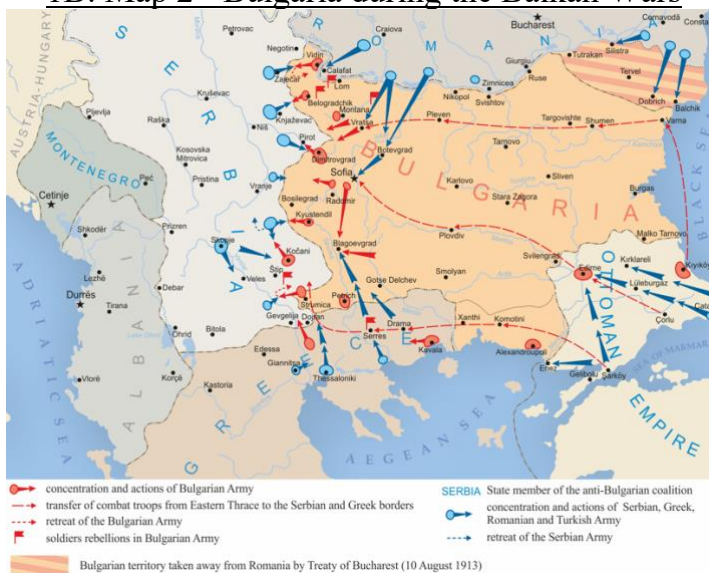 1D: Map 2 - Bulgaria during the Balkan Wars
AUSTRIA-HUNGARY
SERBIA
ROMANIA
MONTENEGRO
BULGARIA
ALBANIA
GREECE
OTTOMAN
EMPIRE
ADRIATIC SEA
AEGEAN SEA
BLACK SEA
SEA OF MARMARA
Petrovac
Negotin
Craiova
Bucharest
Cernavodă
Vidin
Calafat
Zaječar
Lom
Giurgiu
Tutrakan
Silistra
Ruse
Tervel
Zimnicea
Svishtov
Nikopol
Dobrich
Balchik
Belogradchik
Montana
Knjaževac
Kruševac
Vratsa
Pleven
Targovishte
Shumen
Varna
Pljevlja
Raška
Niš
Pirot
Kosovska
Mitrovica
Dimitrovgrad
Botevgrad
Tarnovo
Sofia
Peć
Pristina
Vranje
Radomir
Karlovo
Sliven
Stara Zagora
Burgas
Cetinje
Bosilegrad
Kyustendil
Plovdiv
Prizren
Shkodër
Skopje
Kočani
Blagoevgrad
Malko Tarnovo
Svilengrad
Kıyıköy
Lezhë
Debar
Veles
Štip
Gotse Delchev
Smolyan
Edirne
Kırklareli
Lüleburgaz
Durrës
Tirana
Petrich
Strumica
Çorlu
Gevgelija
Dojran
Drama
Xanthi
Komotini
Ohrid
Bitola
Serres
Edessa
Giannitsa
Kavala
Alexandroupoli
Vlorë
Korçë
Kastoria
Thessaloniki
Enez
Gelibolu
Şarköy
concentration and actions of Bulgarian Army
transfer of combat troops from Eastern Thrace to the Serbian and Greek borders
retreat of the Bulgarian Army
soldiers rebellions in Bulgarian Army
SERBIA State member of the anti-Bulgarian coalition
concentration and actions of Serbian, Greek,
Romanian and Turkish Army
retreat of the Serbian Army
Bulgarian territory taken away from Romania by Treaty of Bucharest (10 August 1913)